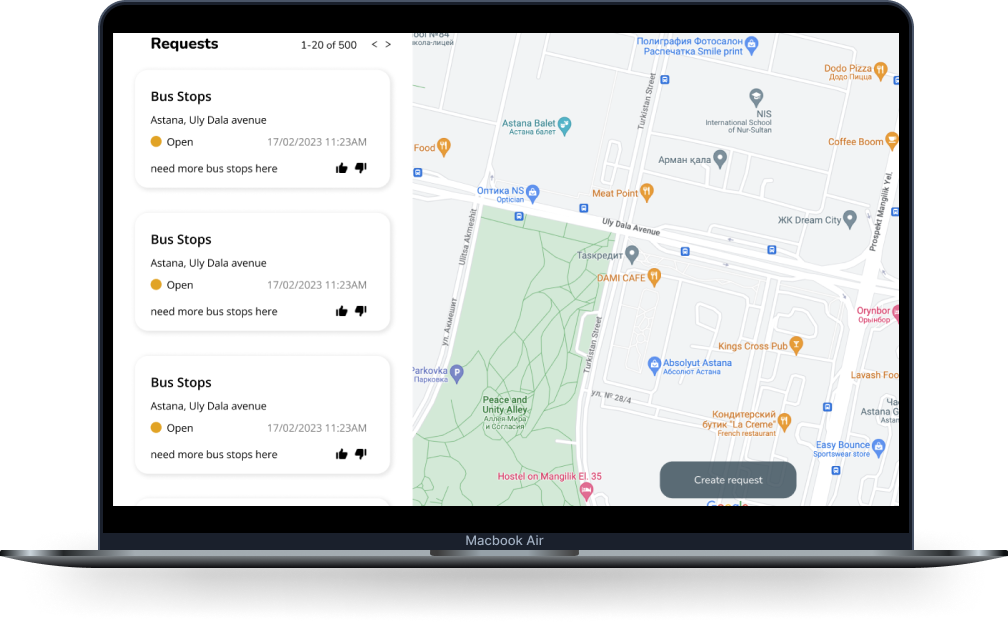 Requests
1-20 of 500
< >
Bus Stops
Astana, Uly Dala avenue
Open
17/02/2023 11:23AM
need more bus stops here
Bus Stops
Astana, Uly Dala avenue
Open
17/02/2023 11:23AM
need more bus stops here
Bus Stops
Astana, Uly Dala avenue
Open
17/02/2023 11:23AM
need more bus stops here
кола-лицей
Полиграфия Фотосалон
Распечатка Smile print
Dodo Pizza
Додо Пицца
Turkistan Street
NIS
International School
of Nur-Sultan
Astana Balet
Астана балет
Food
Coffee Boom
Арман қала
Оптика NS
Optician
Meat Point
Prospekt Mangilik Yel.
ЖК Dream City
Uly Dala Avenue
Ulitsa Akmeshit
Таскредит
DAMI CAFE
Orynbor
Орынбор
ул. Акмешит
Turkistan Street
Kings Cross Pub
Absolyut Astana
Абсолют Астана
Parkovka
Парковка
P
Lavash Foo
ул. № 28/4
Peace and
Unity Alley
Аллея Мира
и Согласия
Astana G
Кондитерский
бутик "La Creme"
French restaurant
Easy Bounce
Sportswear store
Hostel on Mangilik El. 35
Create request
Google
Macbook Air